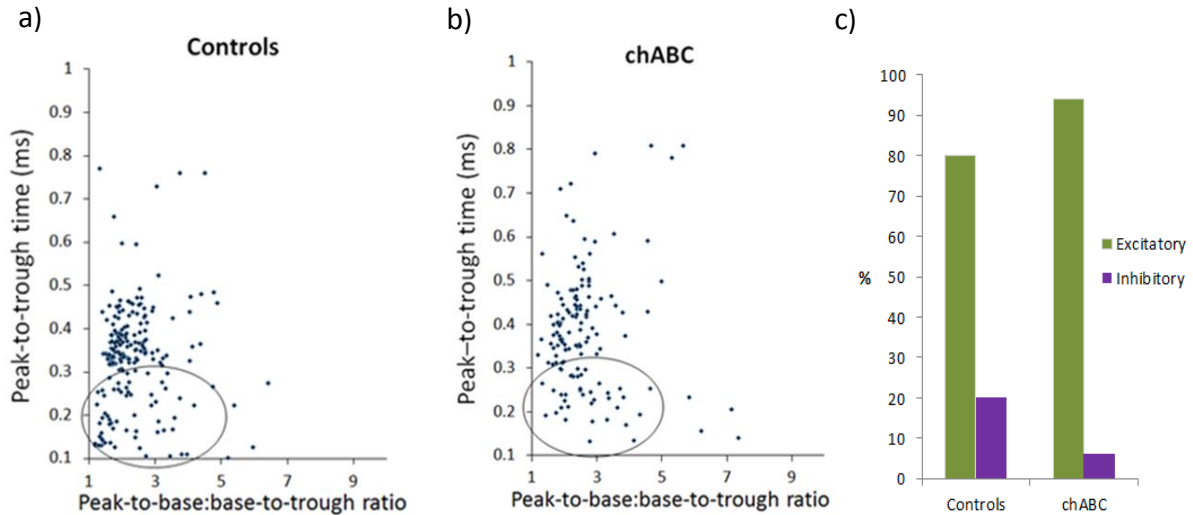 a)
Controls
Peak-to-trough time (ms)
1
0.9
0.8
0.7
0.6
0.5
0.4
0.3
0.2
0.1
1 3 5 7 9
Peak-to-base:base-to-trough ratio
b)
chABC
Peak–to-trough time (ms)
1
0.9
0.8
0.7
0.6
0.5
0.4
0.3
0.2
0.1
1 3 5 7 9
Peak-to-base:base-to-trough ratio
c)
%
100
90
80
70
60
50
40
30
20
10
0
Controls chABC
Excitatory
Inhibitory